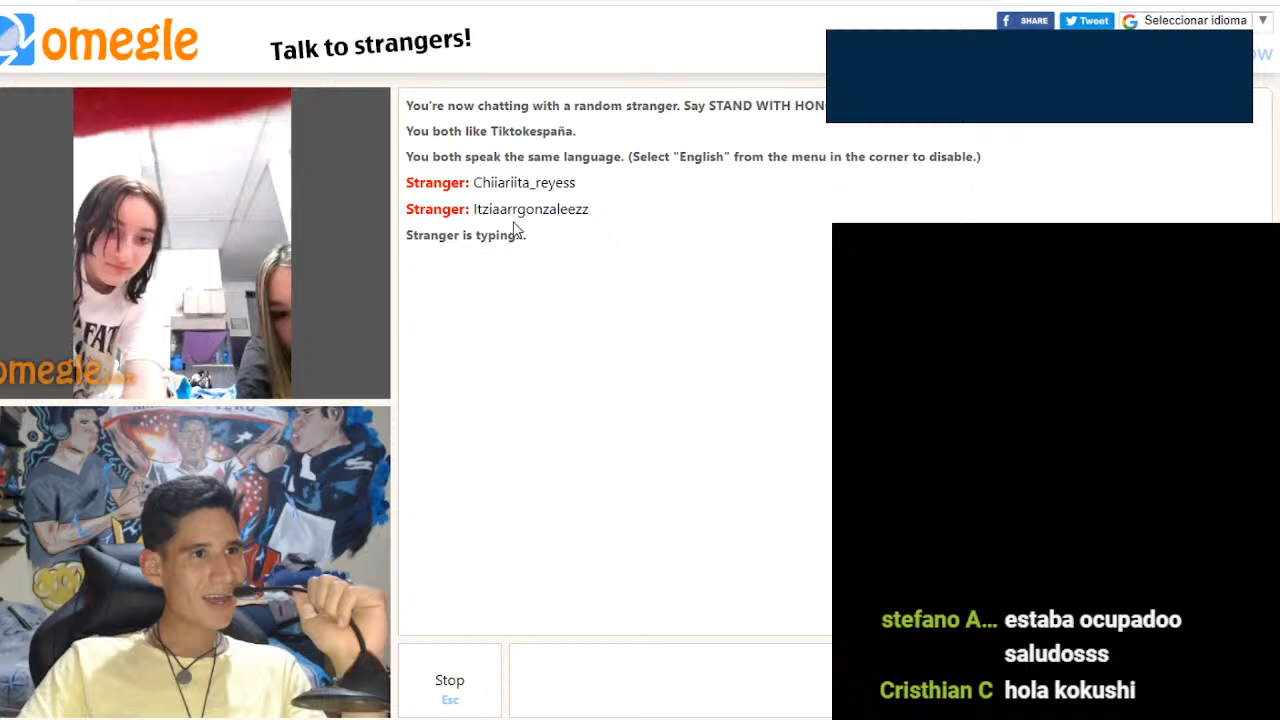 omegle
Talk to strangers!
SHARE
Tweet
Seleccionar idioma
You're now chatting with a random stranger. Say STAND WITH
You both like Tiktokespaña.
You both speak the same language. (Select "English" from the menu in the corner to disable.)
Stranger: Chiiariita_reyess
Stranger: Itziaarrgonzaleezz
Stranger is typing...
FAT
omegle
Stop
Esc
stefano A... estaba ocupadoo
saludosss
Cristhian C hola kokushi